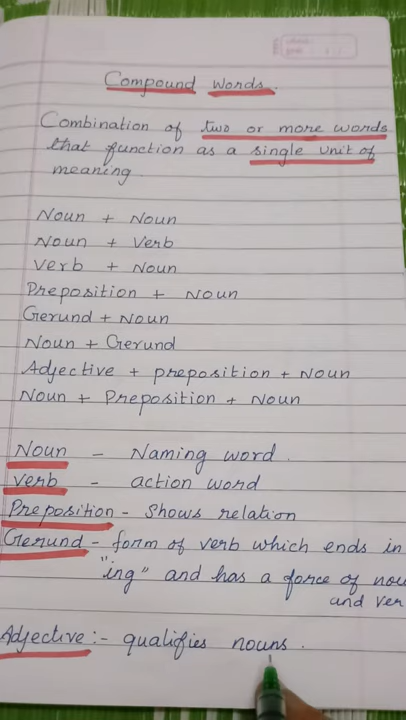 Compound Words.
Combination of two or more words
that function as a single unit of
meaning.
Noun + Noun
Noun + Verb
Verb + Noun
Preposition + Noun
Gerund + Noun
Noun + Gerund
Adjective + preposition + Noun
Noun + Preposition + Noun
Noun - Naming word.
Verb - action word
Preposition - Shows relation
Gerund - form of verb which ends in
"ing" and has a force of nou
and ver
Adjective :- qualifies nouns.